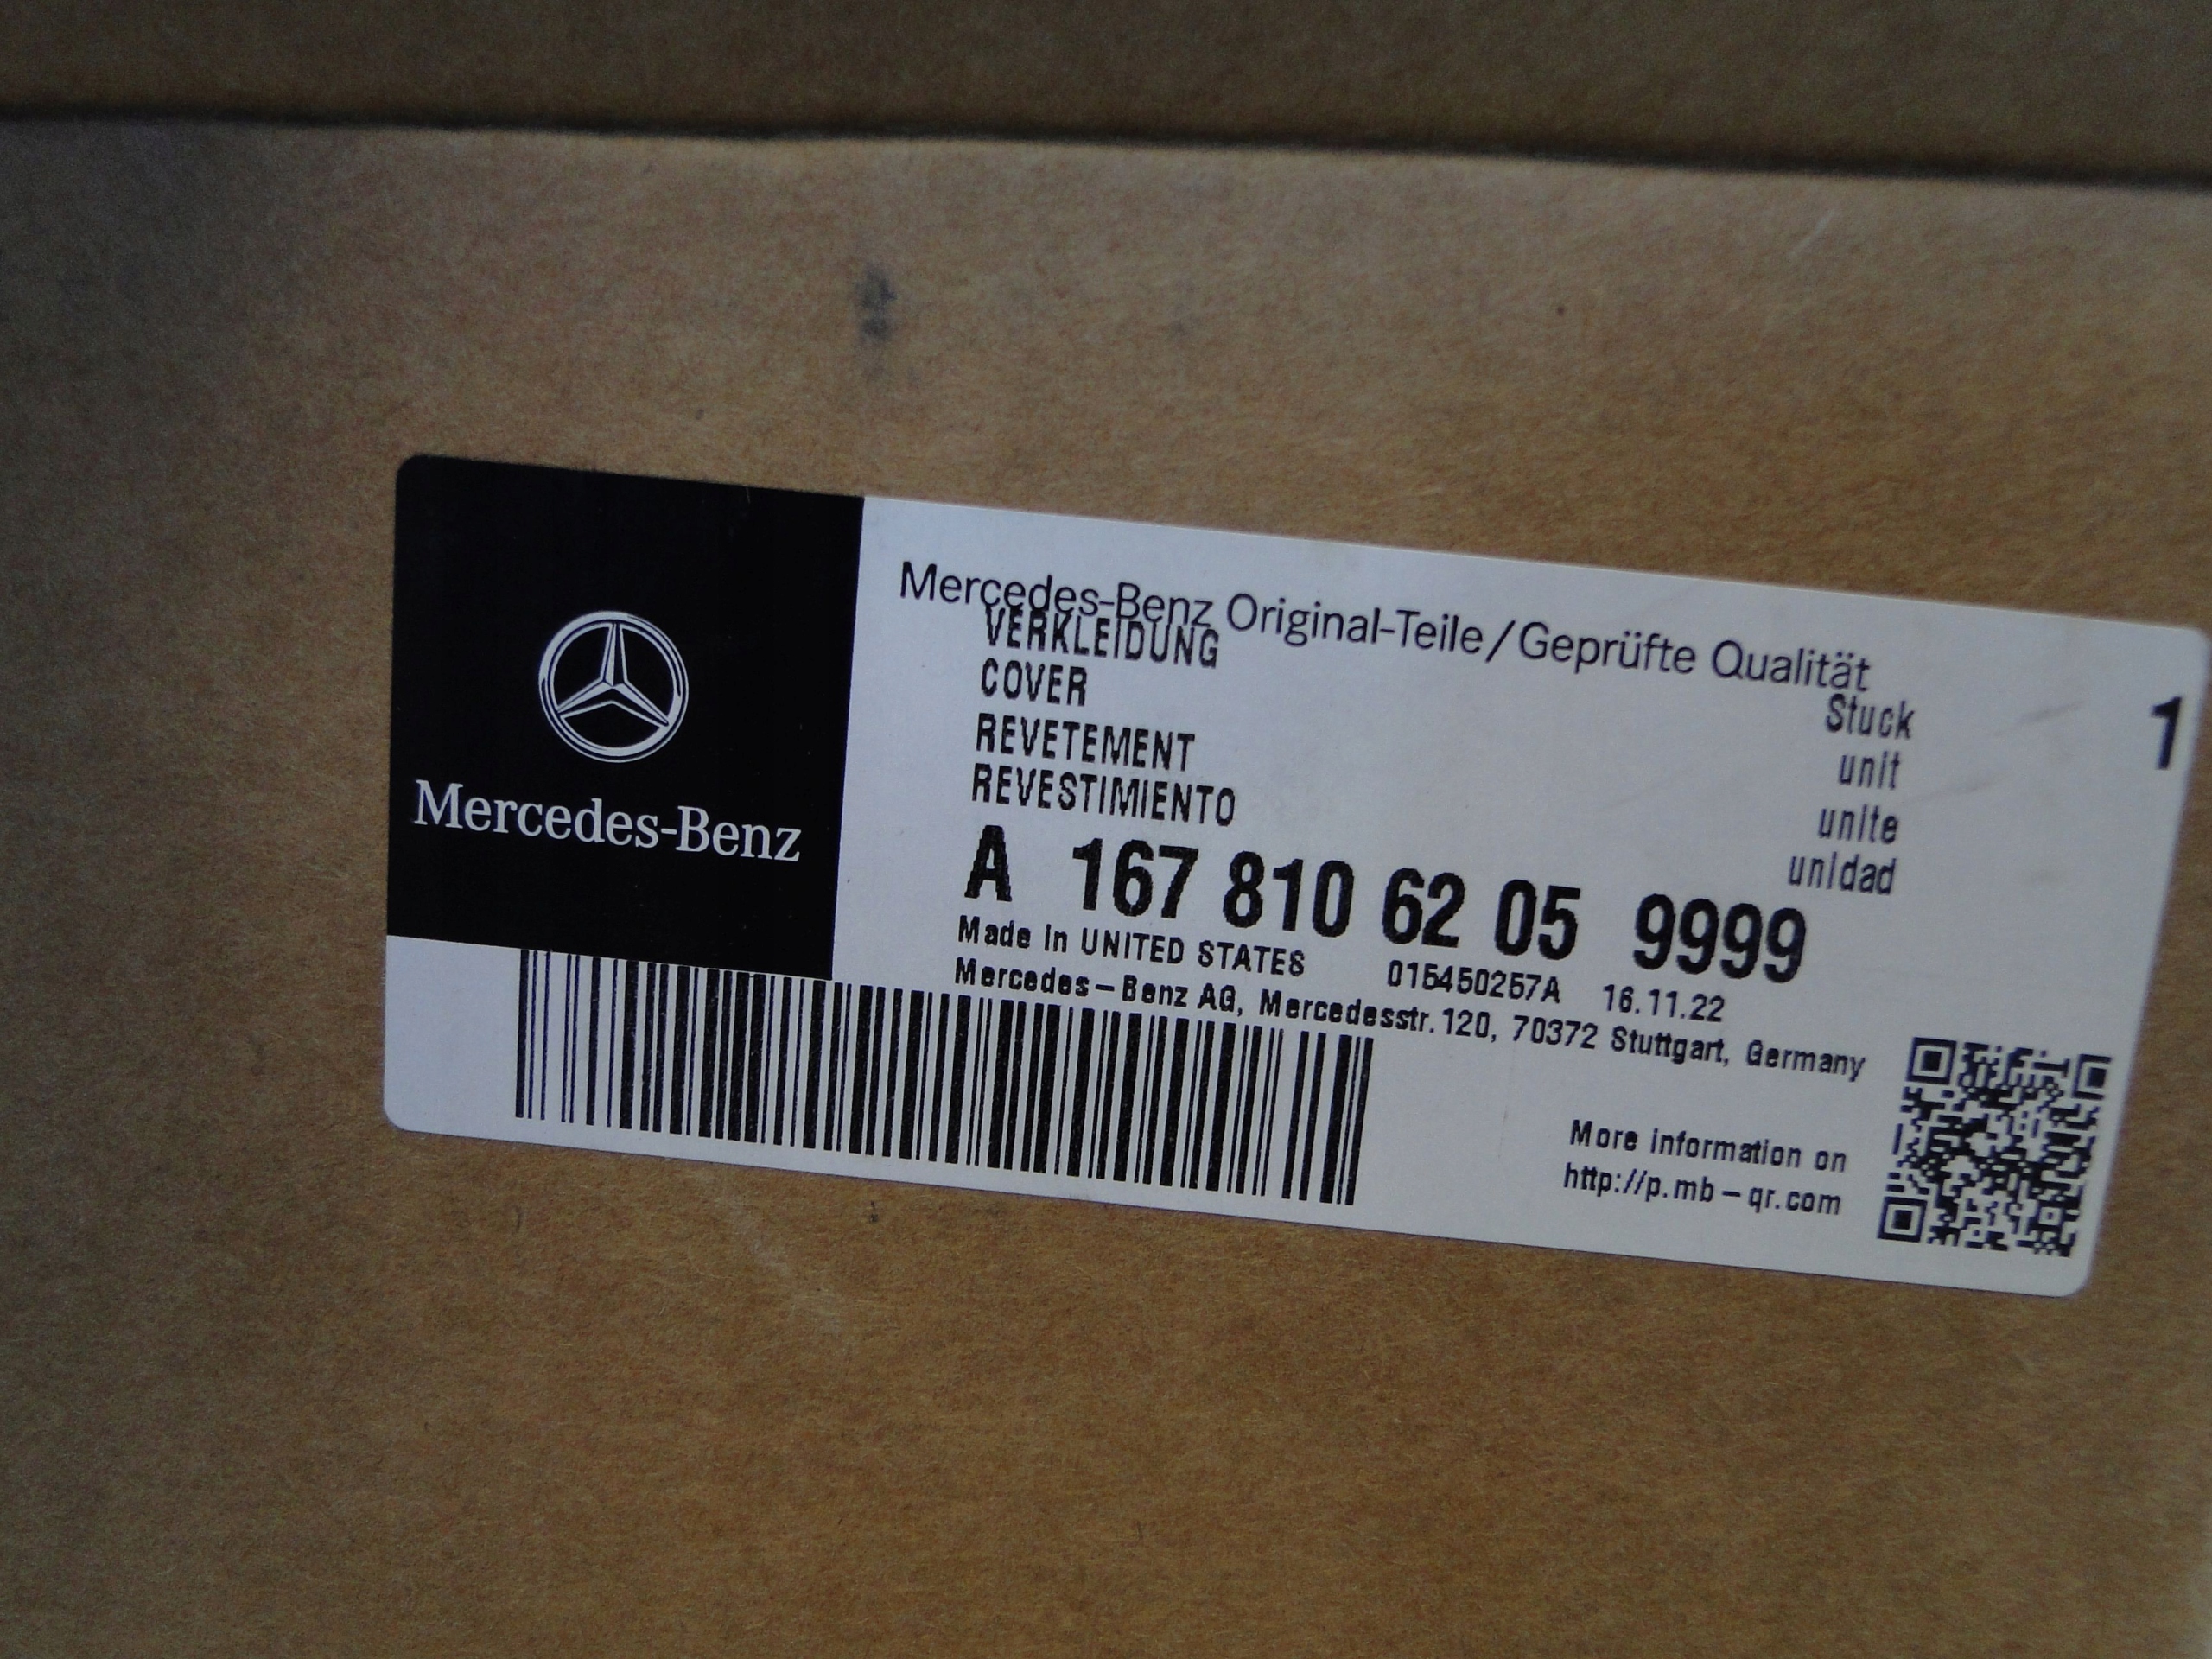 Mercedes-Benz
Mercedes-Benz Original-Teile/Geprüfte Qualität
VERKLEIDUNG
COVER
REVETEMENT
REVESTIMIENTO
Stuck 1
unit
unite
unidad
A 167 810 62 05 9999
Made in UNITED STATES 015450257A 16.11.22
Mercedes-Benz AG, Mercedesstr.120, 70372 Stuttgart, Germany
More information on
http://p.mb-qr.com